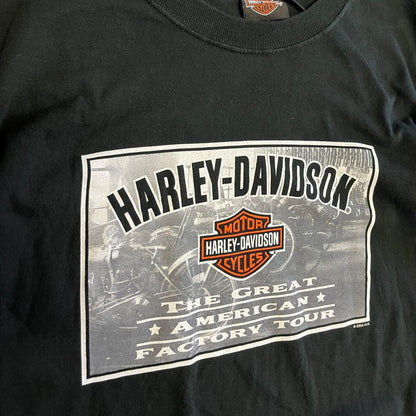 HARLEY-DAVIDSON
MOTOR
HARLEY-DAVIDSON
CYCLES
THE GREAT
★ AMERICAN ★
FACTORY TOUR